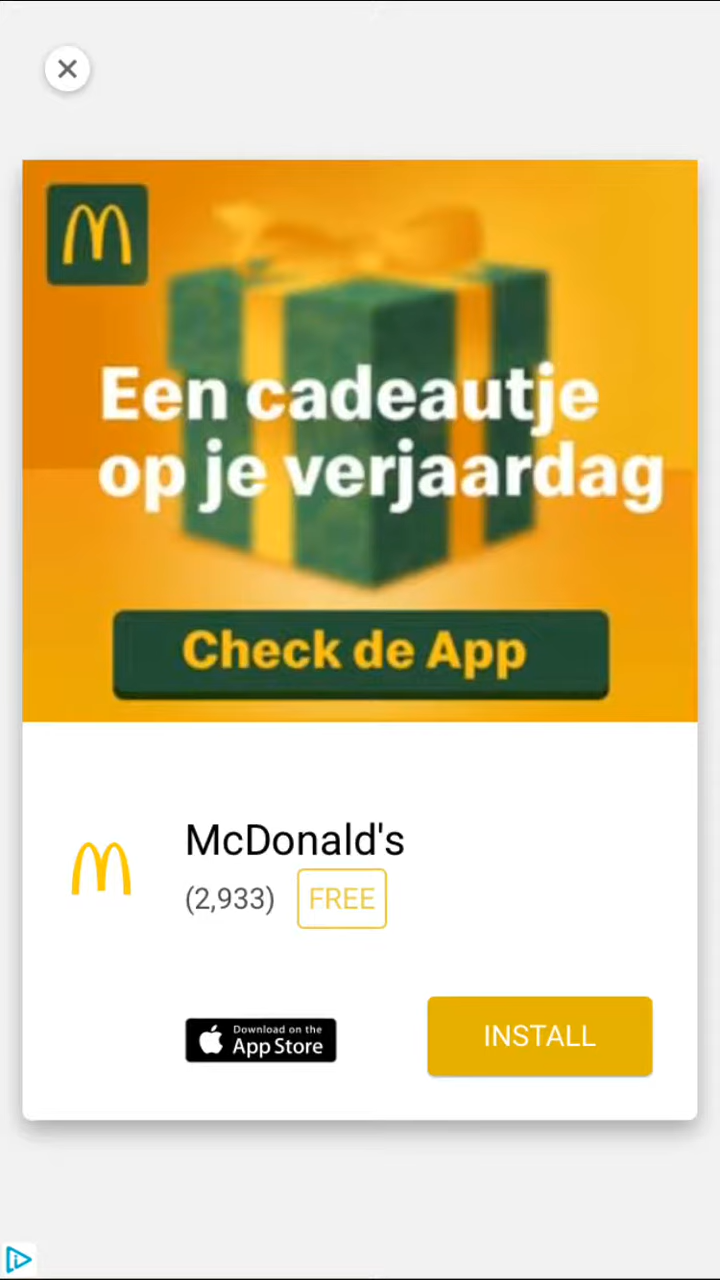 Een cadeautje
op je verjaardag
Check de App
McDonald's
(2,933) FREE
Download on the
App Store
INSTALL